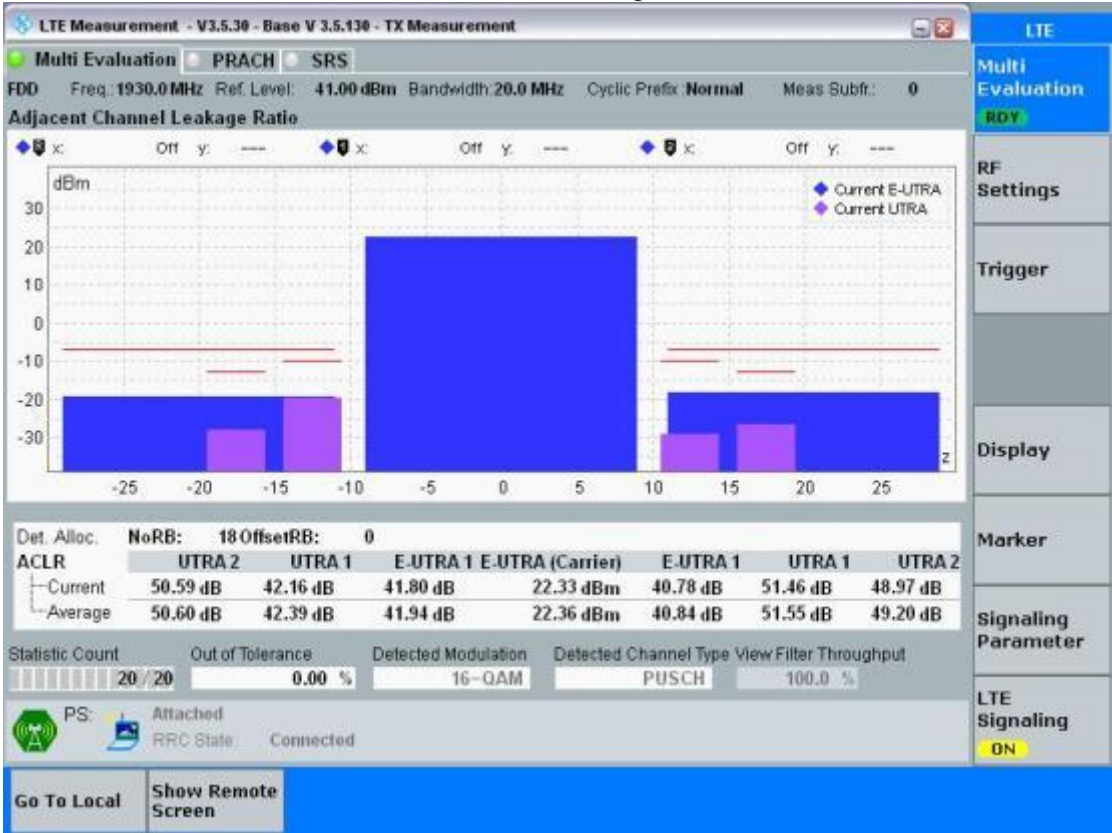 LTE Measurement - V3.5.30 - Base V 3.5.130 - TX Measurement
LTE
Multi Evaluation PRACH SRS
Multi Evaluation
RDY
FDD Freq.: 1930.0 MHz Ref. Level: 41.00 dBm Bandwidth: 20.0 MHz Cyclic Prefix: Normal Meas Subfr.: 0
Adjacent Channel Leakage Ratio
x: Off y: --- x: Off y: --- x: Off y: ---
dBm
Current E-UTRA
Current UTRA
30
20
10
0
-10
-20
-30
z
-25 -20 -15 -10 -5 0 5 10 15 20 25
RF Settings
Trigger
Display
Marker
Signaling Parameter
LTE Signaling
ON
Det. Alloc. NoRB: 18 OffsetRB: 0
ACLR UTRA 2 UTRA 1 E-UTRA 1 E-UTRA (Carrier) E-UTRA 1 UTRA 1 UTRA 2
Current 50.59 dB 42.16 dB 41.80 dB 22.33 dBm 40.78 dB 51.46 dB 48.97 dB
Average 50.60 dB 42.39 dB 41.94 dB 22.36 dBm 40.84 dB 51.55 dB 49.20 dB
Statistic Count Out of Tolerance Detected Modulation Detected Channel Type View Filter Throughput
20 / 20 0.00 % 16-QAM PUSCH 100.0 %
PS: Attached
RRC State: Connected
Go To Local Show Remote Screen